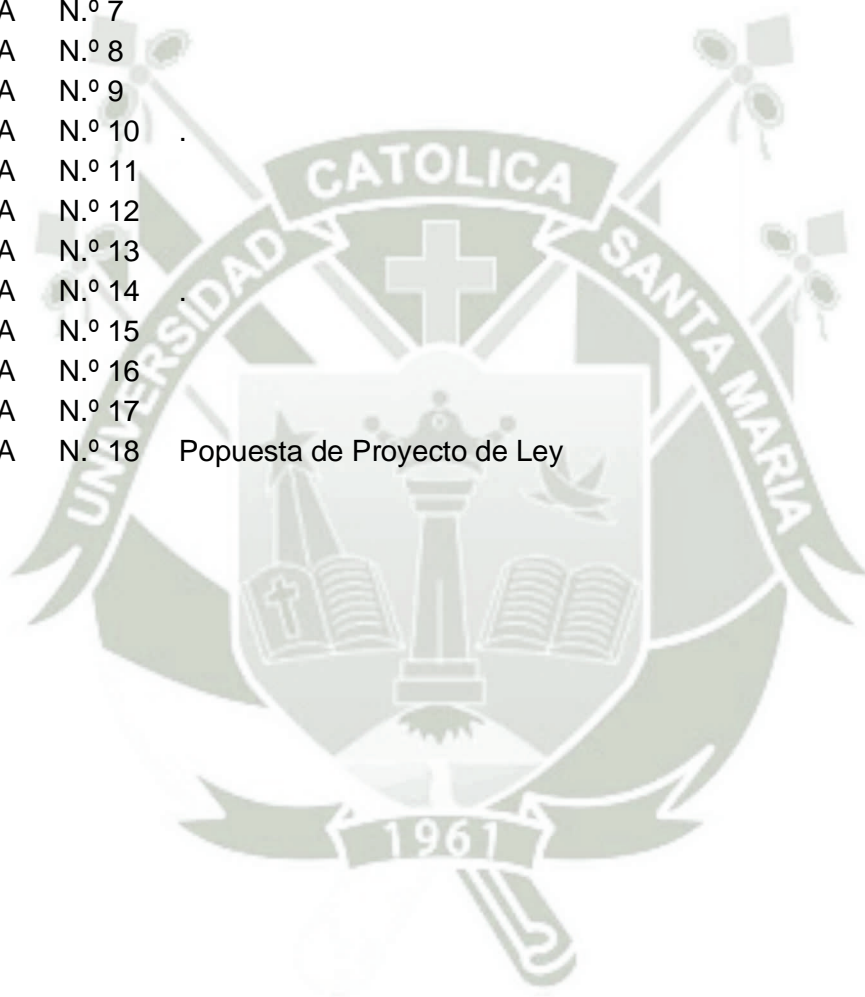 A N.º 7
A N.º 8
A N.º 9
A N.º 10 .
A N.º 11
A N.º 12
A N.º 13
A N.º 14 .
A N.º 15
A N.º 16
A N.º 17
A N.º 18 Popuesta de Proyecto de Ley
UNIVERSIDAD CATOLICA SANTA MARIA
1961